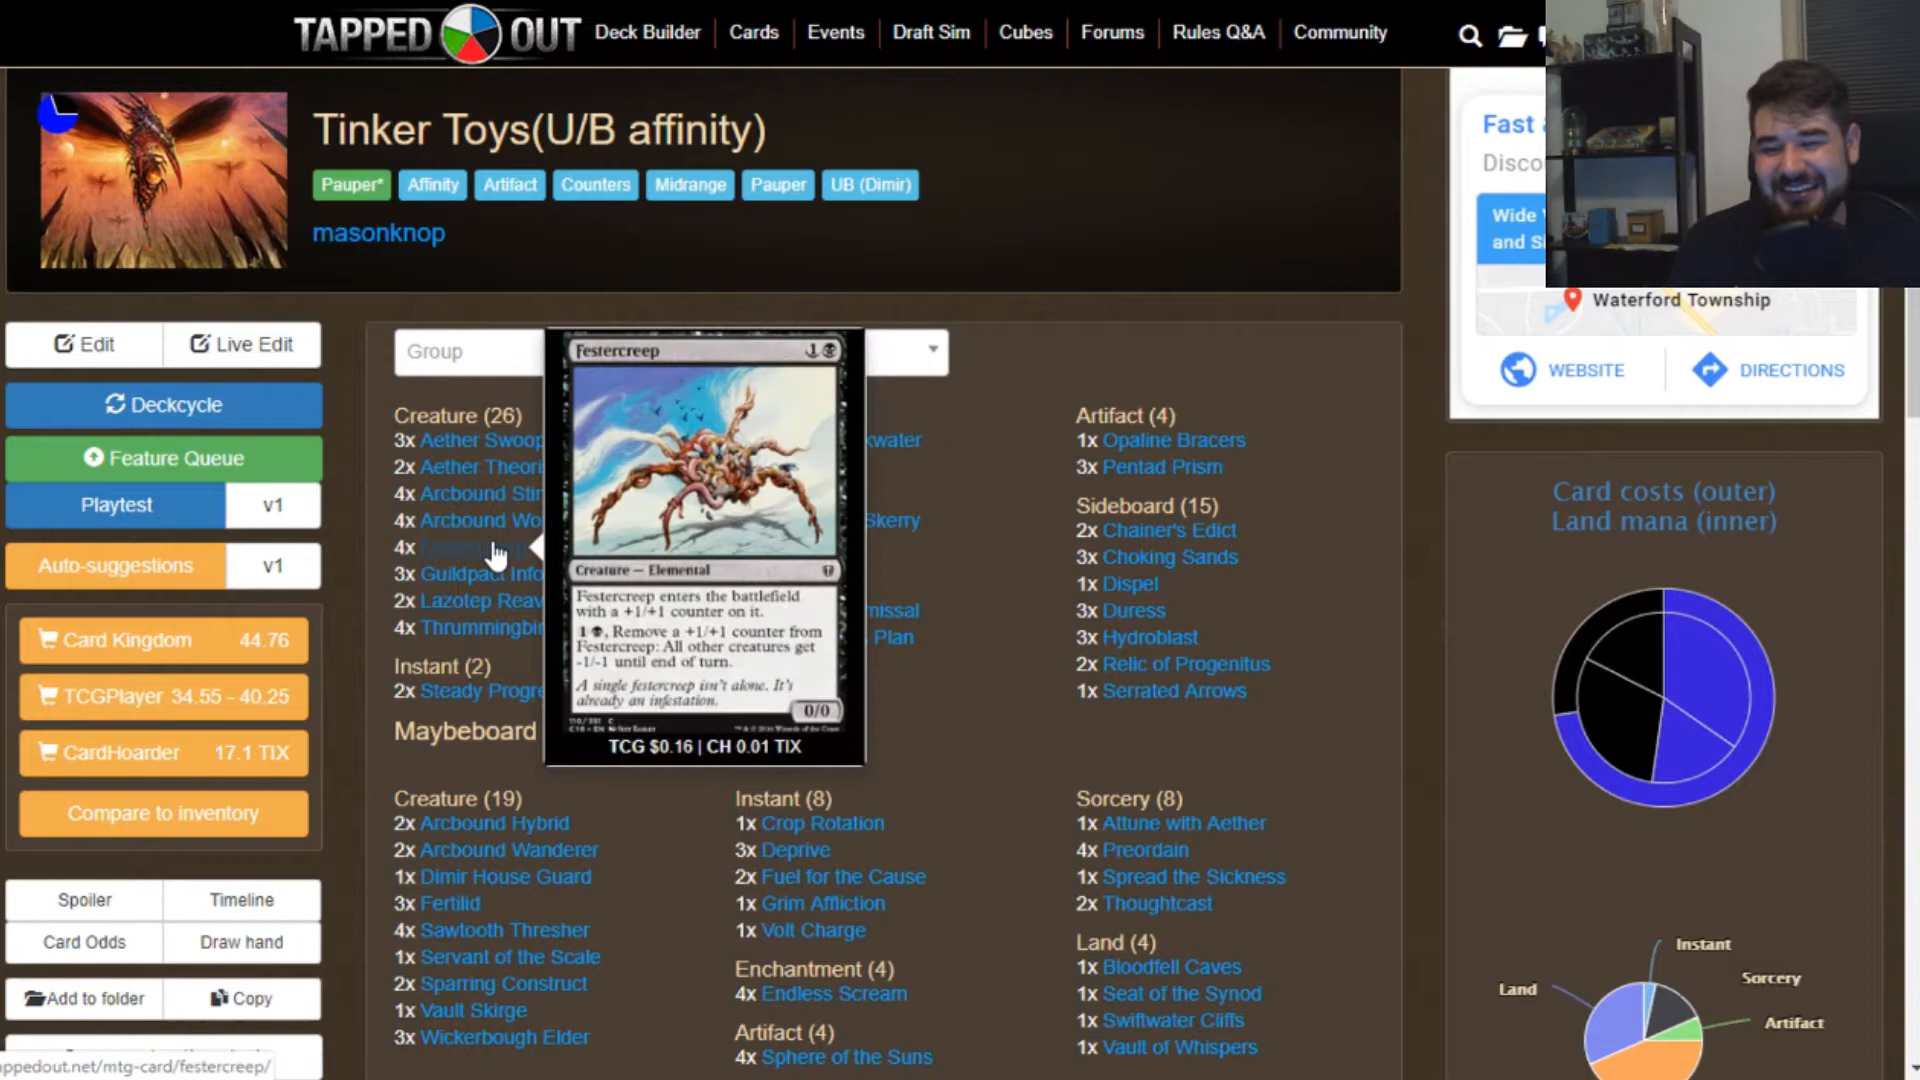 TAPPED OUT
Deck Builder
Cards
Events
Draft Sim
Cubes
Forums
Rules Q&A
Community
Tinker Toys(U/B affinity)
Pauper*
Affinity
Artifact
Counters
Midrange
Pauper
UB (Dimir)
masonknop
Fast
Disco
Wide
and S
Waterford Township
WEBSITE
DIRECTIONS
Edit
Live Edit
Deckcycle
Feature Queue
Playtest
v1
Auto-suggestions
v1
Card Kingdom 44.76
TCGPlayer 34.55 - 40.25
CardHoarder 17.1 TIX
Compare to inventory
Spoiler
Timeline
Card Odds
Draw hand
Add to folder
Copy
Group
Creature (26)
3x Aether Swoop
2x Aether Theori
4x Arcbound Stin
4x Arcbound Wo
4x
3x Guildpact Info
2x Lazotep Reav
4x Thrummingbir
Instant (2)
2x Steady Progre
Festercreep 1
Creature — Elemental
Festercreep enters the battlefield
with a +1/+1 counter on it.
1, Remove a +1/+1 counter from
Festercreep: All other creatures get
-1/-1 until end of turn.
A single festercreep isn't alone. It's
already an infestation.
0/0
TCG $0.16 | CH 0.01 TIX
kwater
Skerry
missal
Plan
Artifact (4)
1x Opaline Bracers
3x Pentad Prism
Sideboard (15)
2x Chainer's Edict
3x Choking Sands
1x Dispel
3x Duress
3x Hydroblast
2x Relic of Progenitus
1x Serrated Arrows
Maybeboard
Creature (19)
2x Arcbound Hybrid
2x Arcbound Wanderer
1x Dimir House Guard
3x Fertilid
4x Sawtooth Thresher
1x Servant of the Scale
2x Sparring Construct
1x Vault Skirge
3x Wickerbough Elder
Instant (8)
1x Crop Rotation
3x Deprive
2x Fuel for the Cause
1x Grim Affliction
1x Volt Charge
Enchantment (4)
4x Endless Scream
Artifact (4)
4x Sphere of the Suns
Sorcery (8)
1x Attune with Aether
4x Preordain
1x Spread the Sickness
2x Thoughtcast
Land (4)
1x Bloodfell Caves
1x Seat of the Synod
1x Swiftwater Cliffs
1x Vault of Whispers
Card costs (outer)
Land mana (inner)
Instant
Sorcery
Land
Artifact
appedout.net/mtg-card/festercreep/